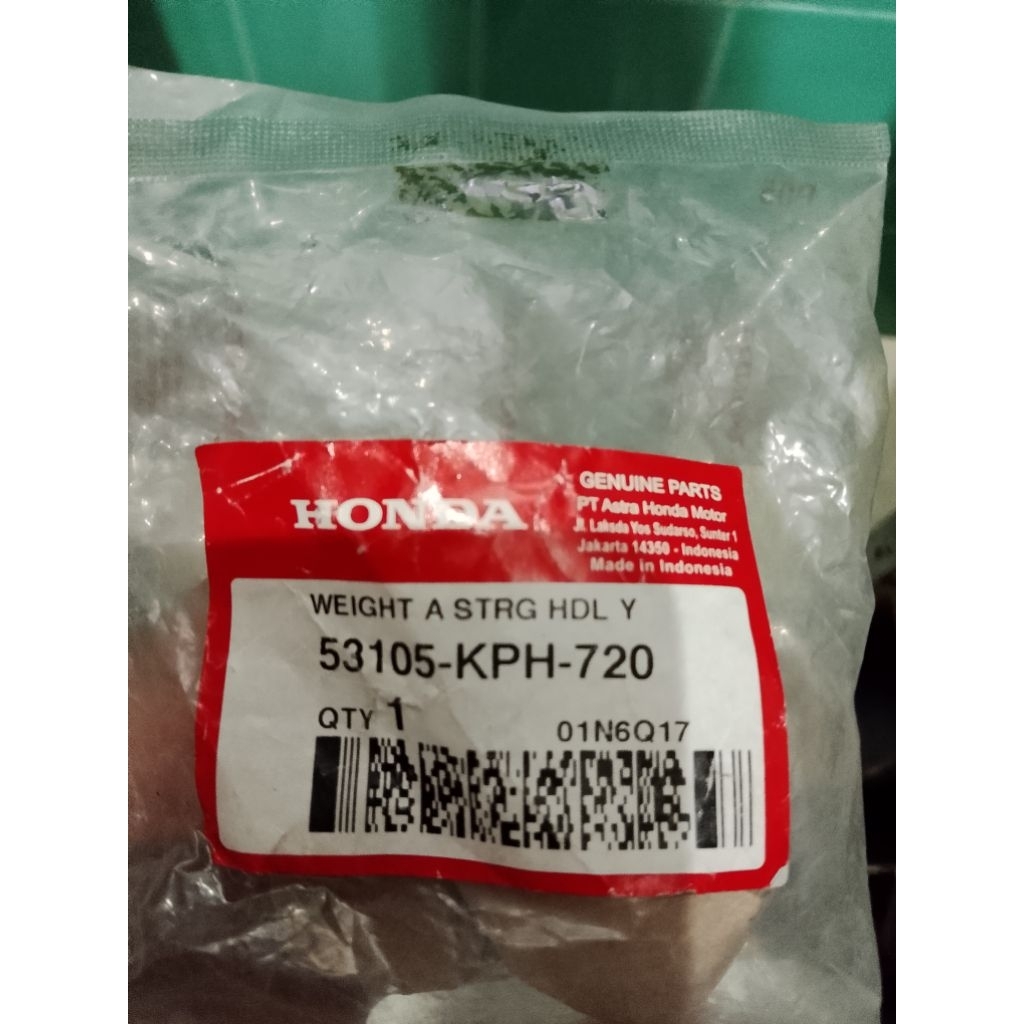 HONDA
GENUINE PARTS
PT Astra Honda Motor
Jl. Laksda Yos Sudarso, Sunter 1
Jakarta 14350 - Indonesia
Made in Indonesia
WEIGHT A STRG HDL Y
53105-KPH-720
QTY 1
01N6Q17